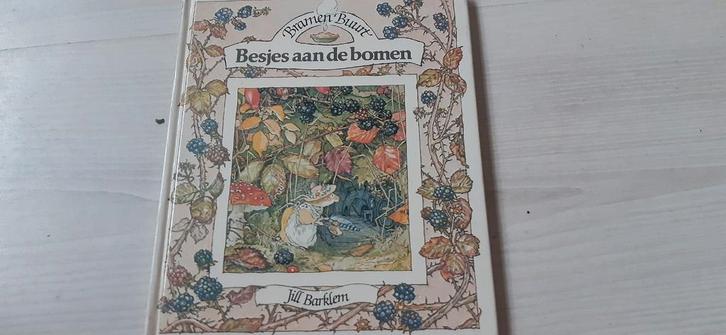 Bramen Buurt
Besjes aan de bomen
Jill Barklem